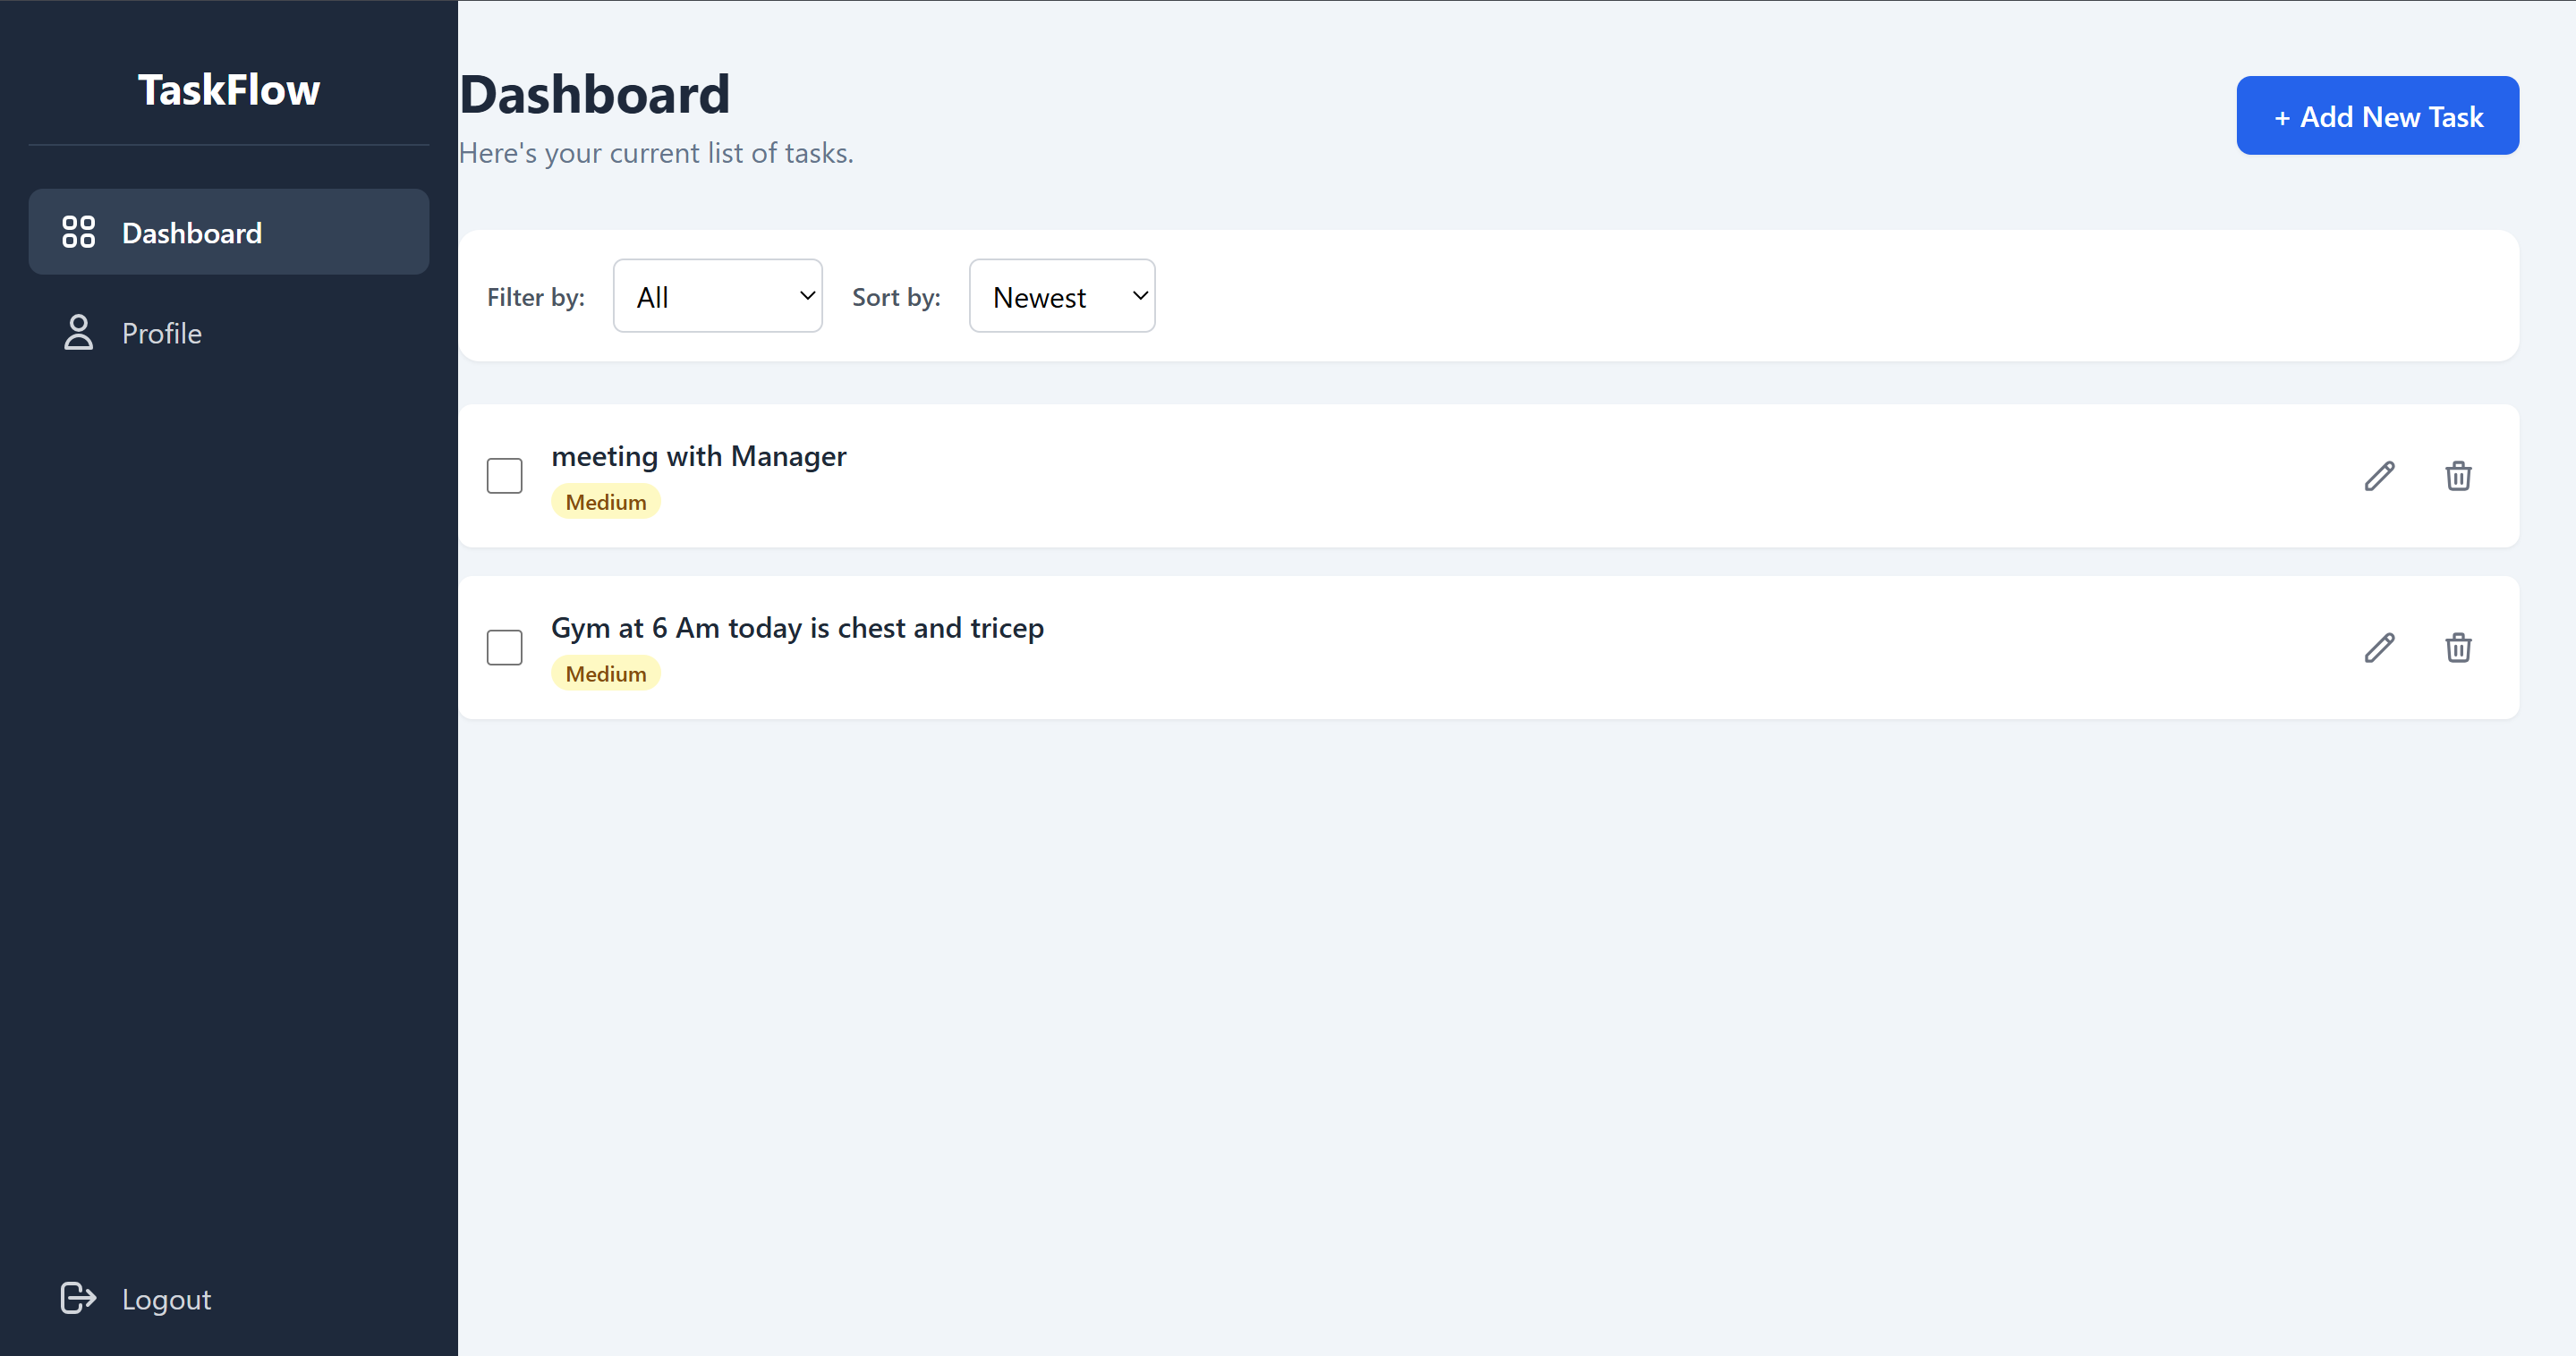 TaskFlow
Dashboard
Profile
Logout
Dashboard
Here's your current list of tasks.
+ Add New Task
Filter by: All Sort by: Newest
meeting with Manager
Medium
Gym at 6 Am today is chest and tricep
Medium